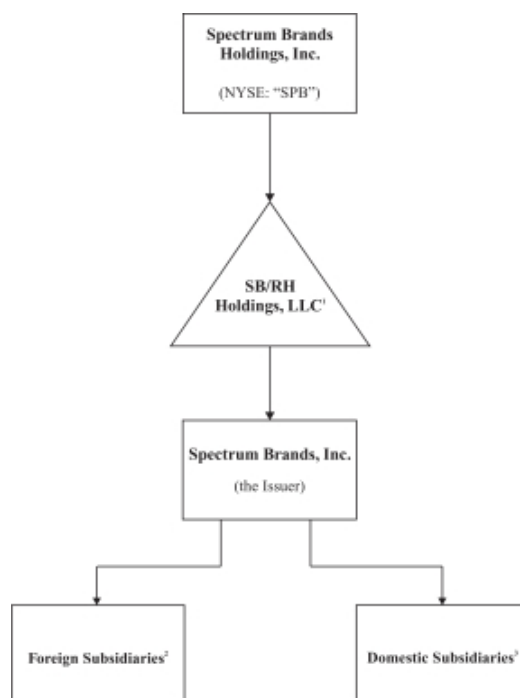 Spectrum Brands
Holdings, Inc.
(NYSE: “SPB”)
SB/RH
Holdings, LLC¹
Spectrum Brands, Inc.
(the Issuer)
Foreign Subsidiaries²
Domestic Subsidiaries³